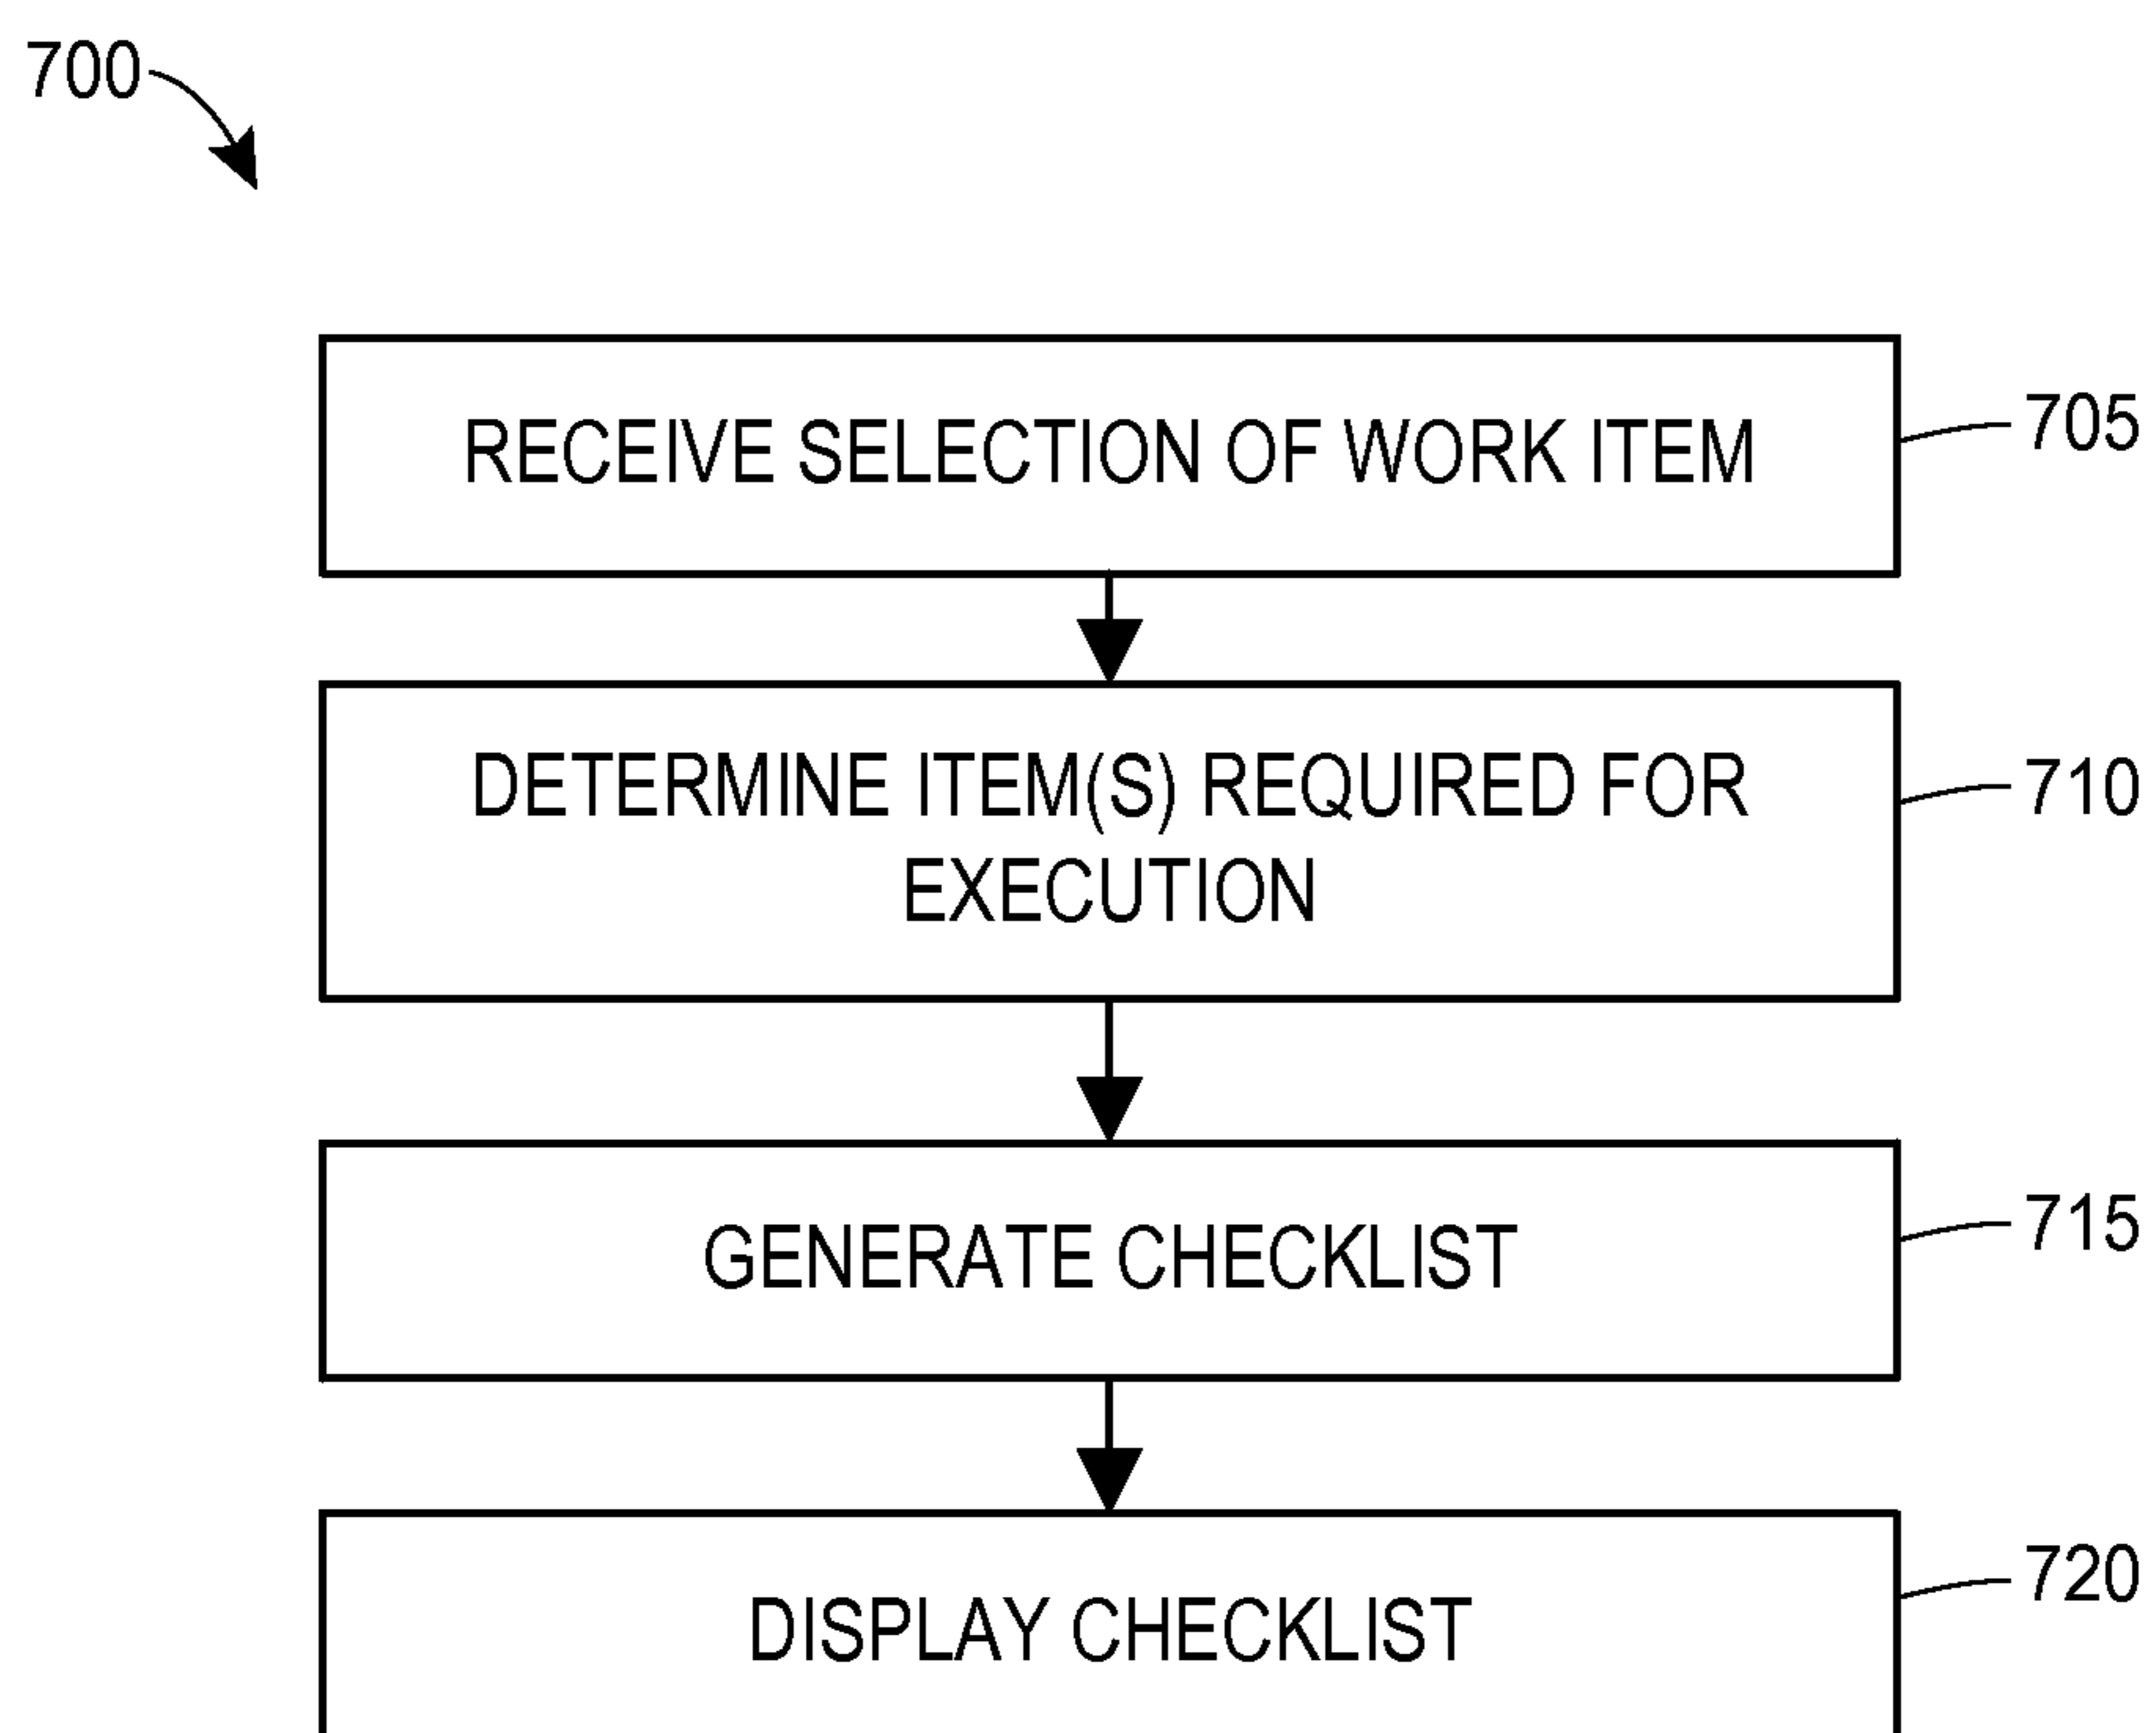 700
RECEIVE SELECTION OF WORK ITEM
705
DETERMINE ITEM(S) REQUIRED FOR
EXECUTION
710
GENERATE CHECKLIST
715
DISPLAY CHECKLIST
720